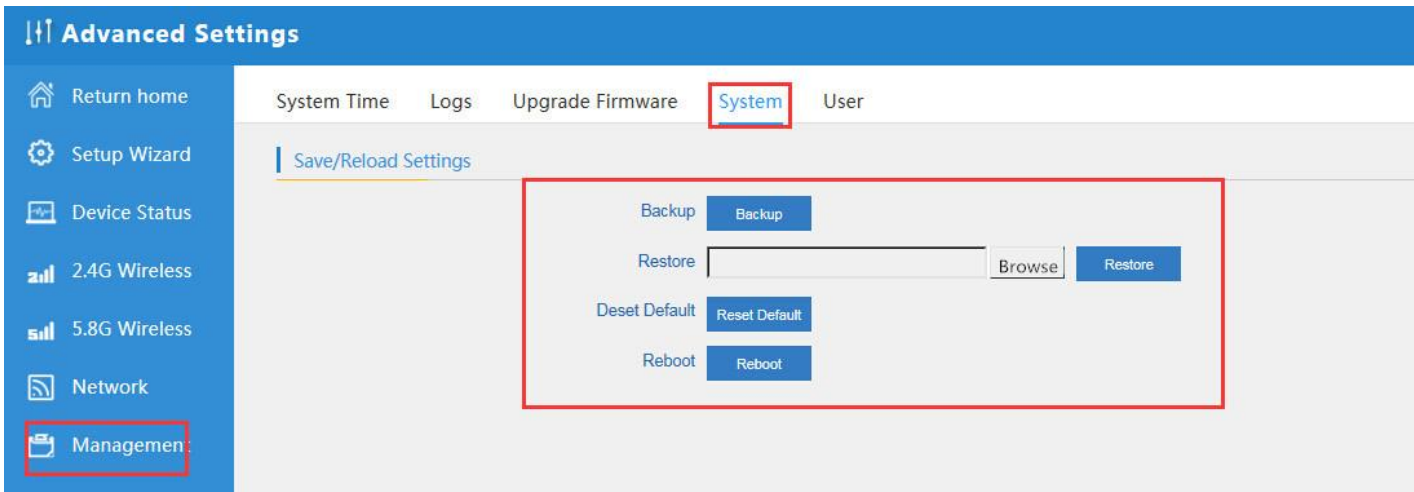 Advanced Settings
Return home
Setup Wizard
Device Status
2.4G Wireless
5.8G Wireless
Network
Management
System Time Logs Upgrade Firmware System User
Save/Reload Settings
Backup Backup
Restore Browse Restore
Deset Default Reset Default
Reboot Reboot